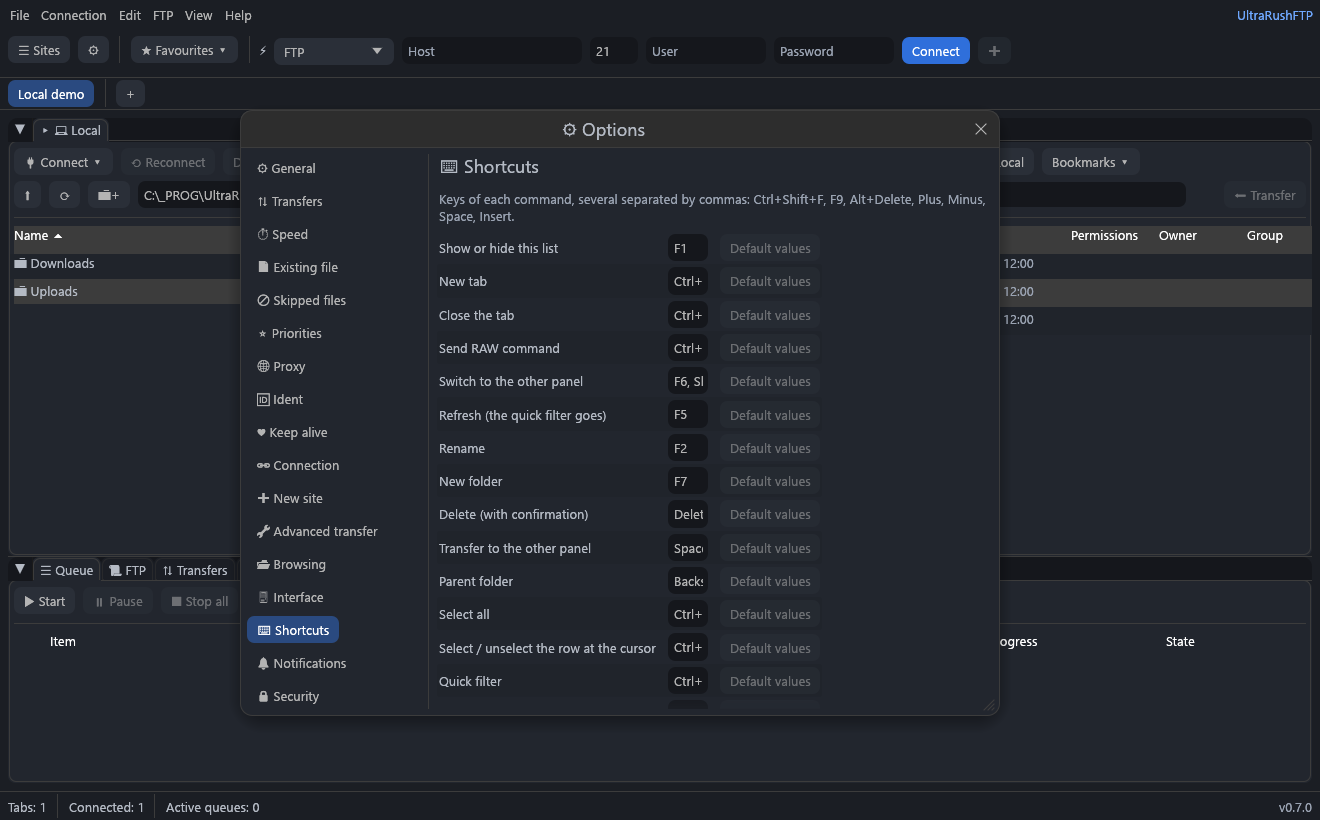 File Connection Edit FTP View Help UltraRushFTP
Sites Favourites FTP Host 21 User Password Connect +
Local demo +
Local
Options
Connect Reconnect Bookmarks
C:\_PROG\UltraR Transfer
Name Permissions Owner Group
Downloads 12:00
Uploads 12:00
12:00
General
Transfers
Speed
Existing file
Skipped files
Priorities
Proxy
Ident
Keep alive
Connection
New site
Advanced transfer
Browsing
Interface
Shortcuts
Notifications
Security
Shortcuts
Keys of each command, several separated by commas: Ctrl+Shift+F, F9, Alt+Delete, Plus, Minus,
Space, Insert.
Show or hide this list F1 Default values
New tab Ctrl+ Default values
Close the tab Ctrl+ Default values
Send RAW command Ctrl+ Default values
Switch to the other panel F6, Sl Default values
Refresh (the quick filter goes) F5 Default values
Rename F2 Default values
New folder F7 Default values
Delete (with confirmation) Delet Default values
Transfer to the other panel Spac Default values
Parent folder Backs Default values
Select all Ctrl+ Default values
Select / unselect the row at the cursor Ctrl+ Default values
Quick filter Ctrl+ Default values
Queue FTP Transfers
Start Pause Stop all
Item ogress State
Tabs: 1 Connected: 1 Active queues: 0 v0.7.0